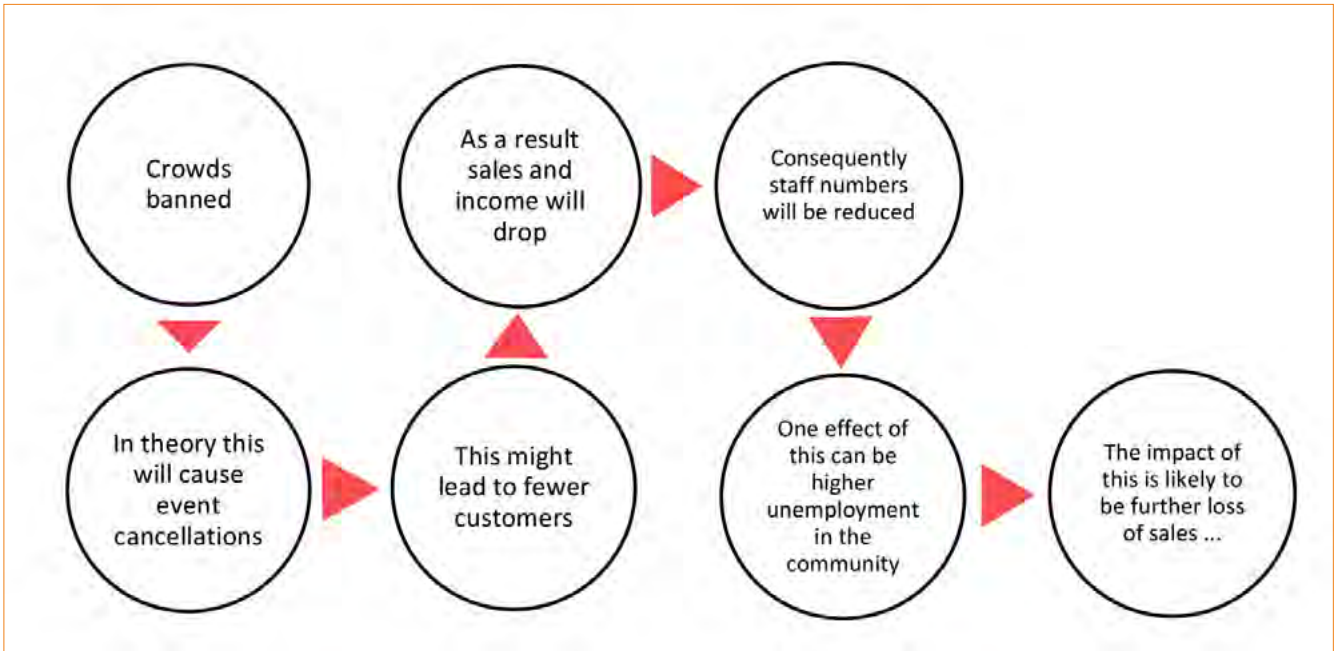 Crowds
banned
In theory this
will cause
event
cancellations
This might
lead to fewer
customers
As a result
sales and
income will
drop
Consequently
staff numbers
will be reduced
One effect of
this can be
higher
unemployment
in the
community
The impact of
this is likely to
be further loss
of sales ...